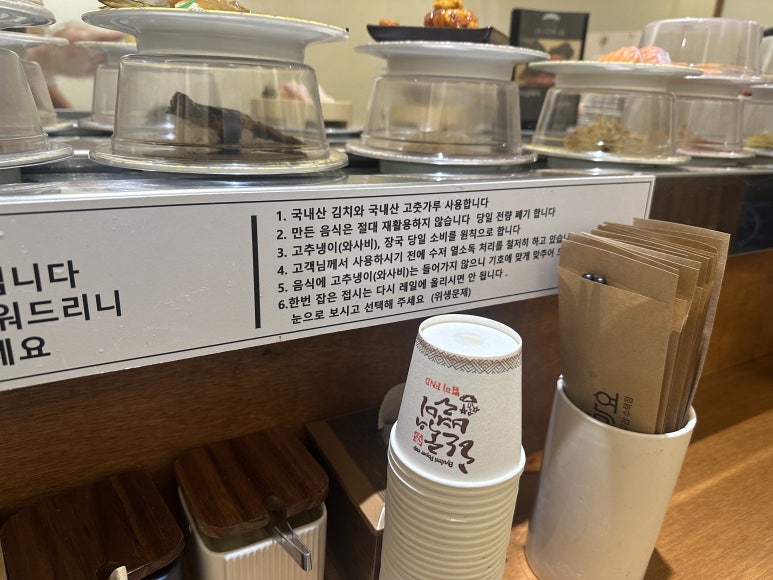 1. 국내산 김치와 국내산 고춧가루 사용합니다
2. 만든 음식은 절대 재활용하지 않습니다 당일 전량 폐기 합니다
3. 고추냉이(와사비), 장국 당일 소비를 원칙으로 합니다
4. 고객님께서 사용하시기 전에 수저 열소독 처리를 철저히 하고 있습니
5. 음식에 고추냉이(와사비)는 들어가지 않으니 기호에 맞게 맞추어
6.한번 잡은 접시는 다시 레일에 올리시면 안 됩니다.
눈으로 보시고 선택해 주세요 (위생문제)
니다
워드리니
세요
법미 FND